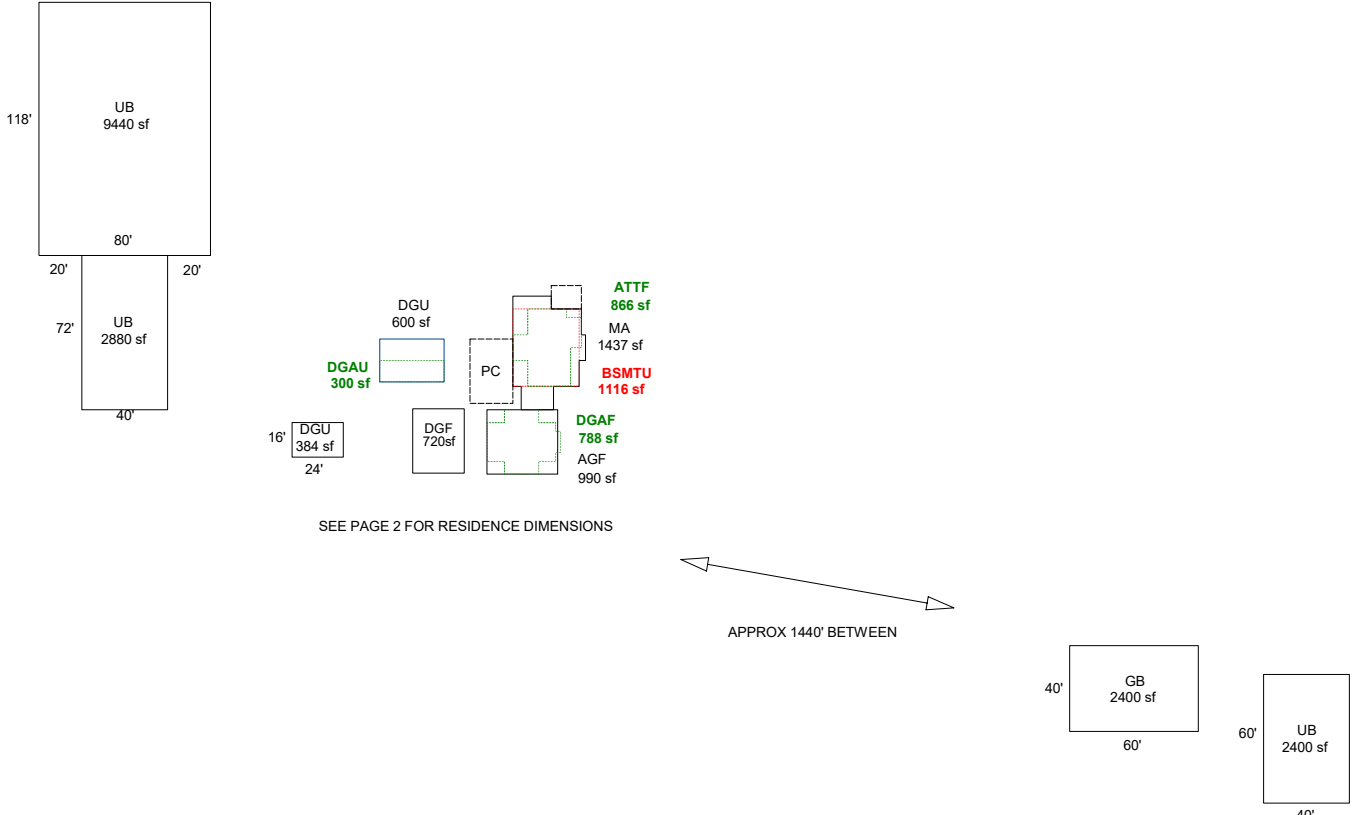 UB
9440 sf
118'
80'
20'
20'
72'
UB
2880 sf
40'
DGU
600 sf
DGAU
300 sf
ATTF
866 sf
MA
1437 sf
PC
BSMTU
1116 sf
16'
DGU
384 sf
24'
DGF
720sf
DGAF
788 sf
AGF
990 sf
SEE PAGE 2 FOR RESIDENCE DIMENSIONS
APPROX 1440' BETWEEN
40'
GB
2400 sf
60'
60'
UB
2400 sf
40'